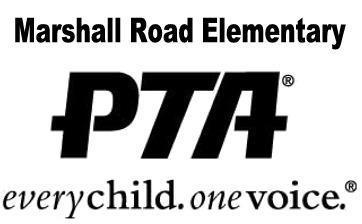 Marshall Road Elementary
PTA®
everychild. onevoice.®